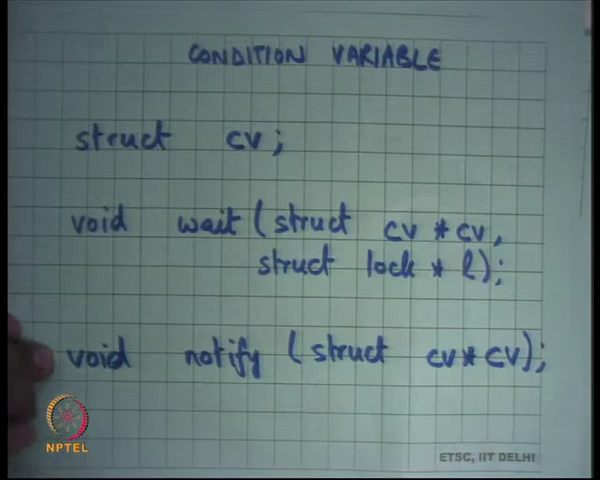 CONDITION VARIABLE
struct cv;
void wait (struct cv * cv,
struct lock * l);
void notify (struct cv * cv);
NPTEL
ETSC, IIT DELHI